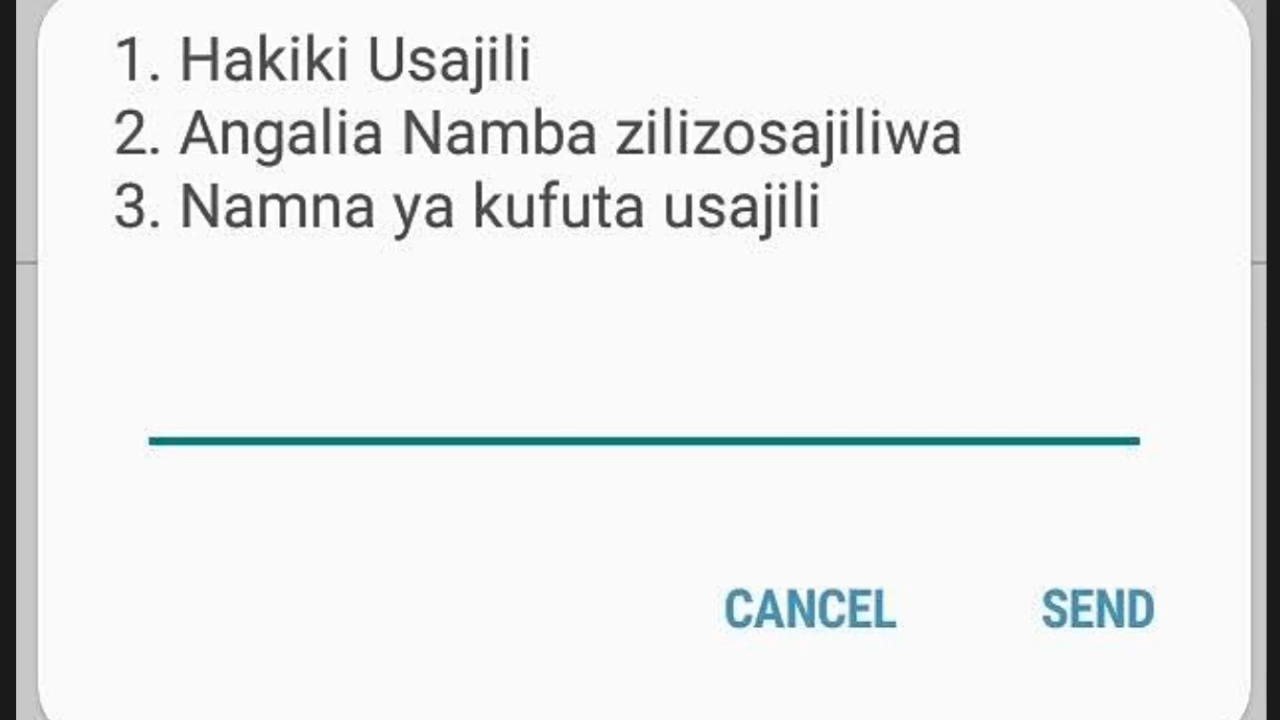 1. Hakiki Usajili
2. Angalia Namba zilizosajiliwa
3. Namna ya kufuta usajili
CANCEL SEND